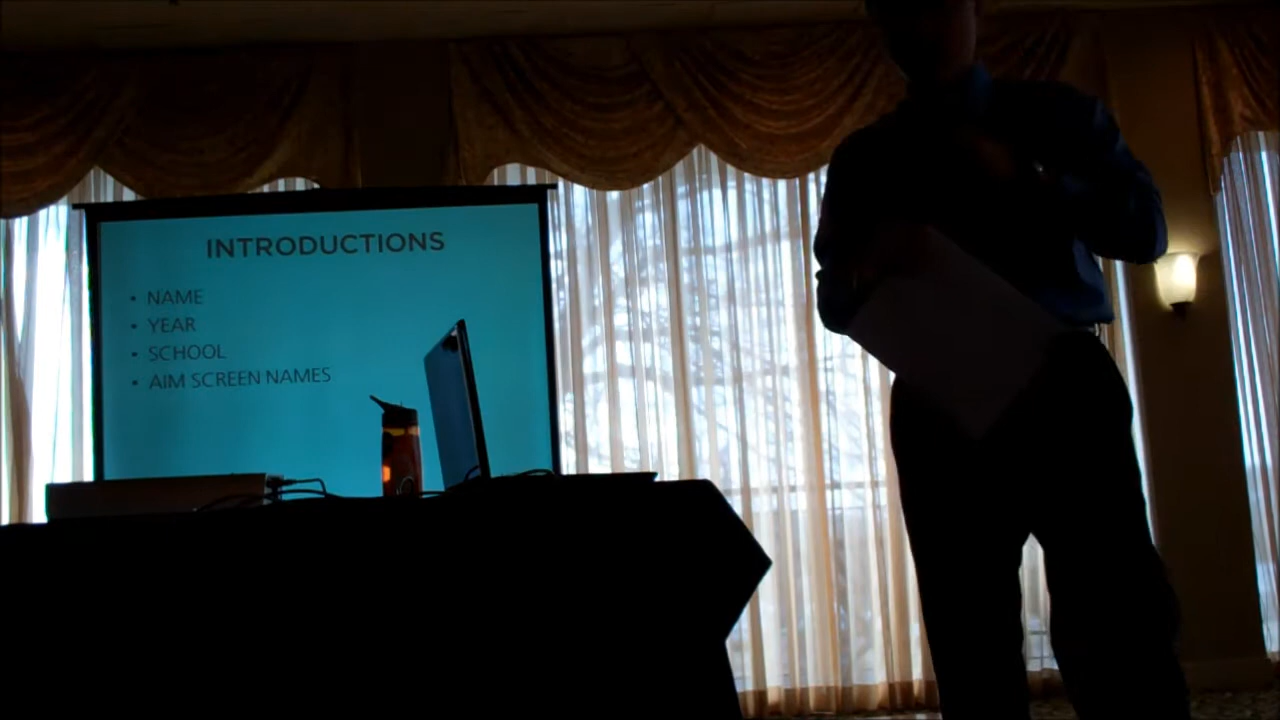 INTRODUCTIONS
• NAME
• YEAR
• SCHOOL
• AIM SCREEN NAMES